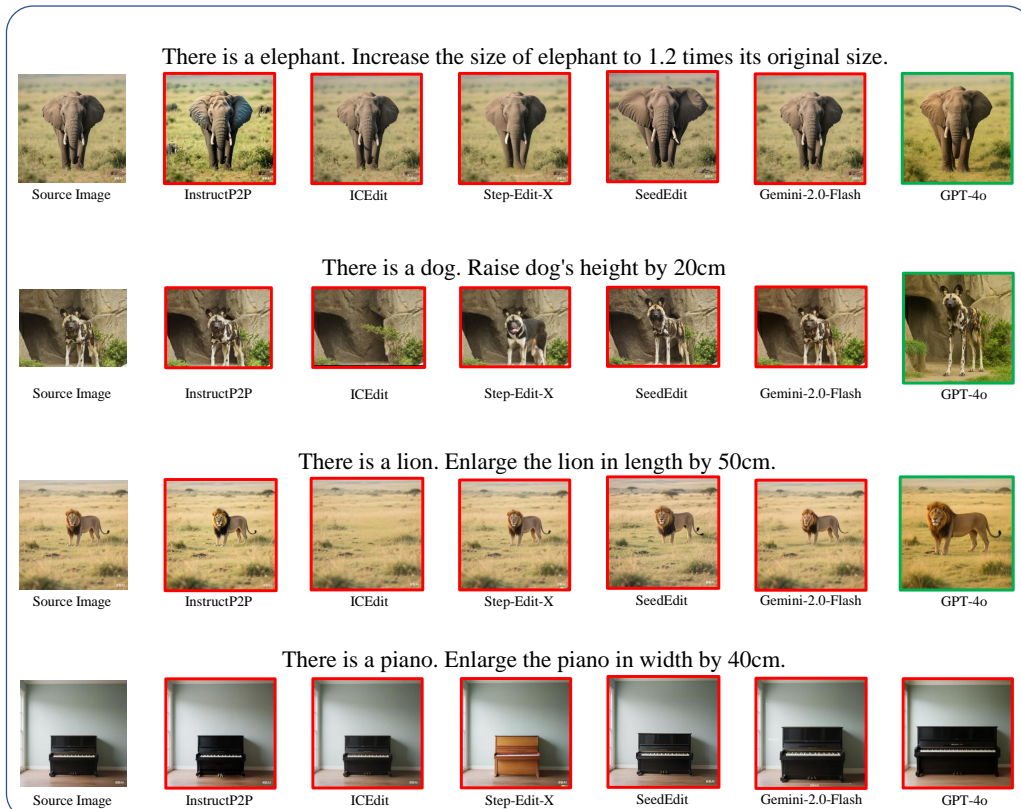 There is a elephant. Increase the size of elephant to 1.2 times its original size.
Source Image InstructP2P ICEdit Step-Edit-X SeedEdit Gemini-2.0-Flash GPT-4o
There is a dog. Raise dog's height by 20cm
Source Image InstructP2P ICEdit Step-Edit-X SeedEdit Gemini-2.0-Flash GPT-4o
There is a lion. Enlarge the lion in length by 50cm.
Source Image InstructP2P ICEdit Step-Edit-X SeedEdit Gemini-2.0-Flash GPT-4o
There is a piano. Enlarge the piano in width by 40cm.
Source Image InstructP2P ICEdit Step-Edit-X SeedEdit Gemini-2.0-Flash GPT-4o